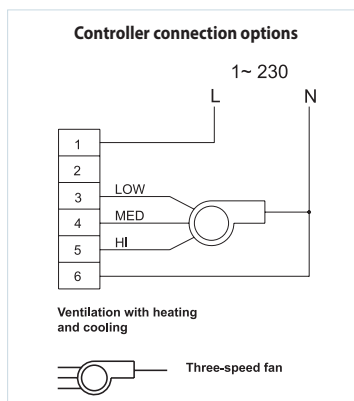 Controller connection options
1~ 230
L N
1
2
3 LOW
4 MED
5 HI
6
Ventilation with heating
and cooling
Three-speed fan